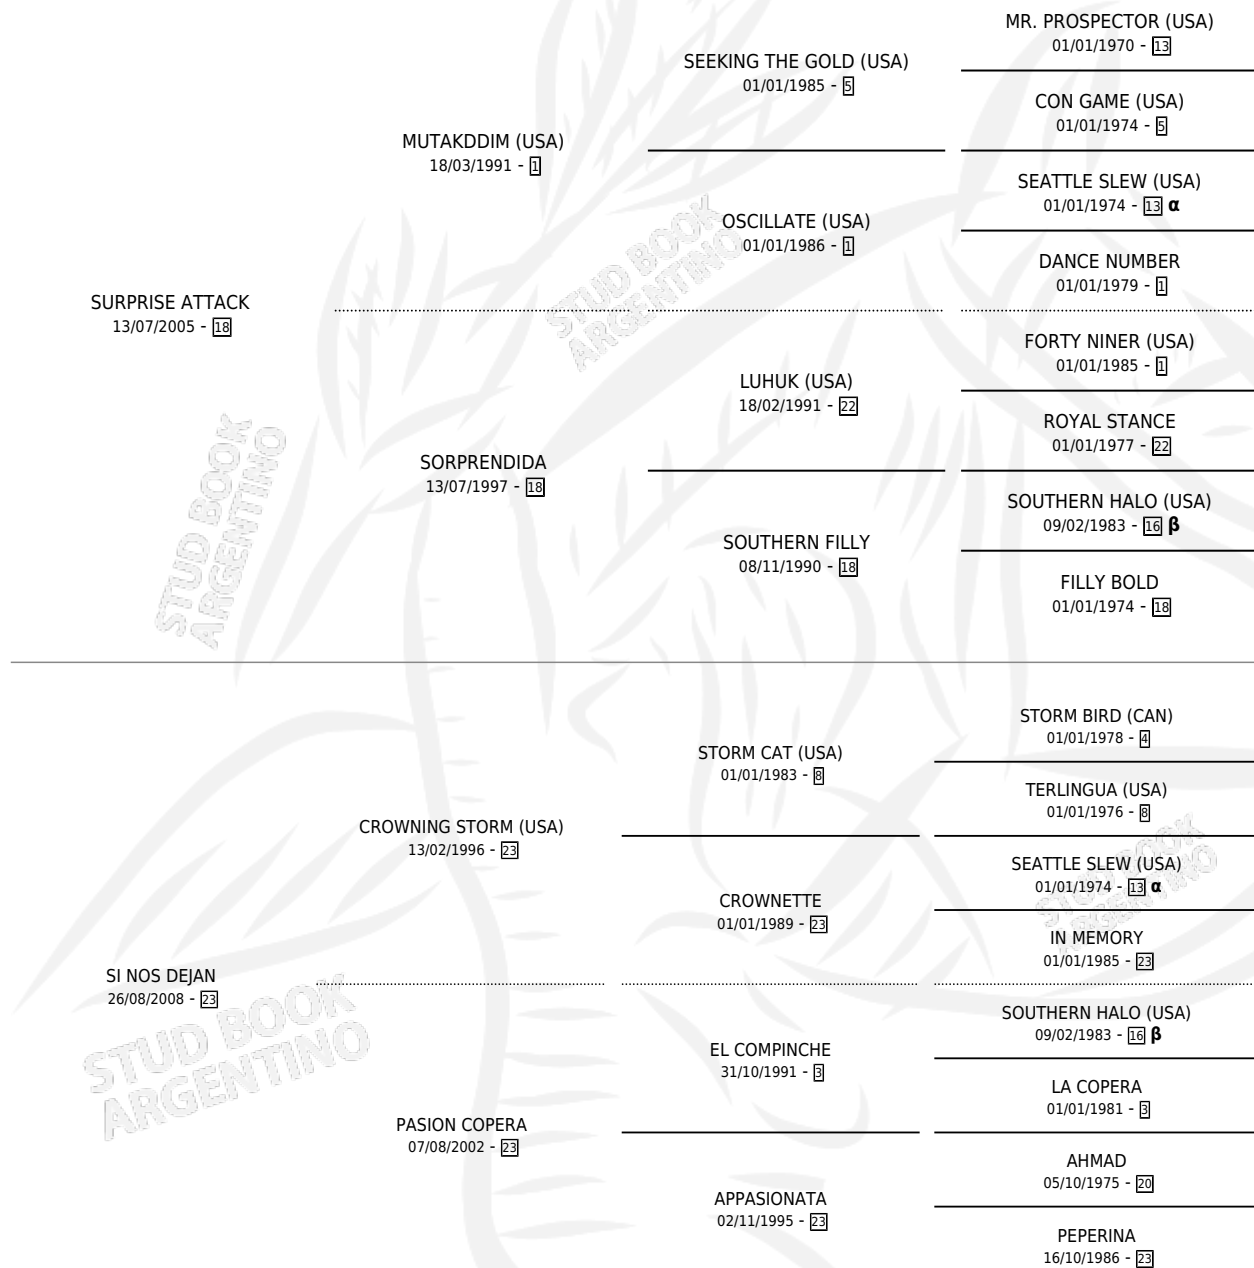 MR. PROSPECTOR (USA)
01/01/1970 - 13
SEEKING THE GOLD (USA)
01/01/1985 - 5
CON GAME (USA)
01/01/1974 - 5
MUTAKDDIM (USA)
18/03/1991 - 1
SEATTLE SLEW (USA)
01/01/1974 - 13 α
OSCILLATE (USA)
01/01/1986 - 1
DANCE NUMBER
01/01/1979 - 1
SURPRISE ATTACK
13/07/2005 - 18
FORTY NINER (USA)
01/01/1985 - 1
LUHUK (USA)
18/02/1991 - 22
ROYAL STANCE
01/01/1977 - 22
SORPRENDIDA
13/07/1997 - 18
SOUTHERN HALO (USA)
09/02/1983 - 16 β
SOUTHERN FILLY
08/11/1990 - 18
FILLY BOLD
01/01/1974 - 18
STORM BIRD (CAN)
01/01/1978 - 4
STORM CAT (USA)
01/01/1983 - 8
TERLINGUA (USA)
01/01/1976 - 8
CROWNING STORM (USA)
13/02/1996 - 23
SEATTLE SLEW (USA)
01/01/1974 - 13 α
CROWNETTE
01/01/1989 - 23
IN MEMORY
01/01/1985 - 23
SI NOS DEJAN
26/08/2008 - 23
SOUTHERN HALO (USA)
09/02/1983 - 16 β
EL COMPINCHE
31/10/1991 - 3
LA COPERA
01/01/1981 - 3
PASION COPERA
07/08/2002 - 23
AHMAD
05/10/1975 - 20
APPASIONATA
02/11/1995 - 23
PEPERINA
16/10/1986 - 23
STUD BOOK
ARGENTINO
STUD BOOK
ARGENTINO
STUD BOOK
ARGENTINO
STUD BOOK
ARGENTINO